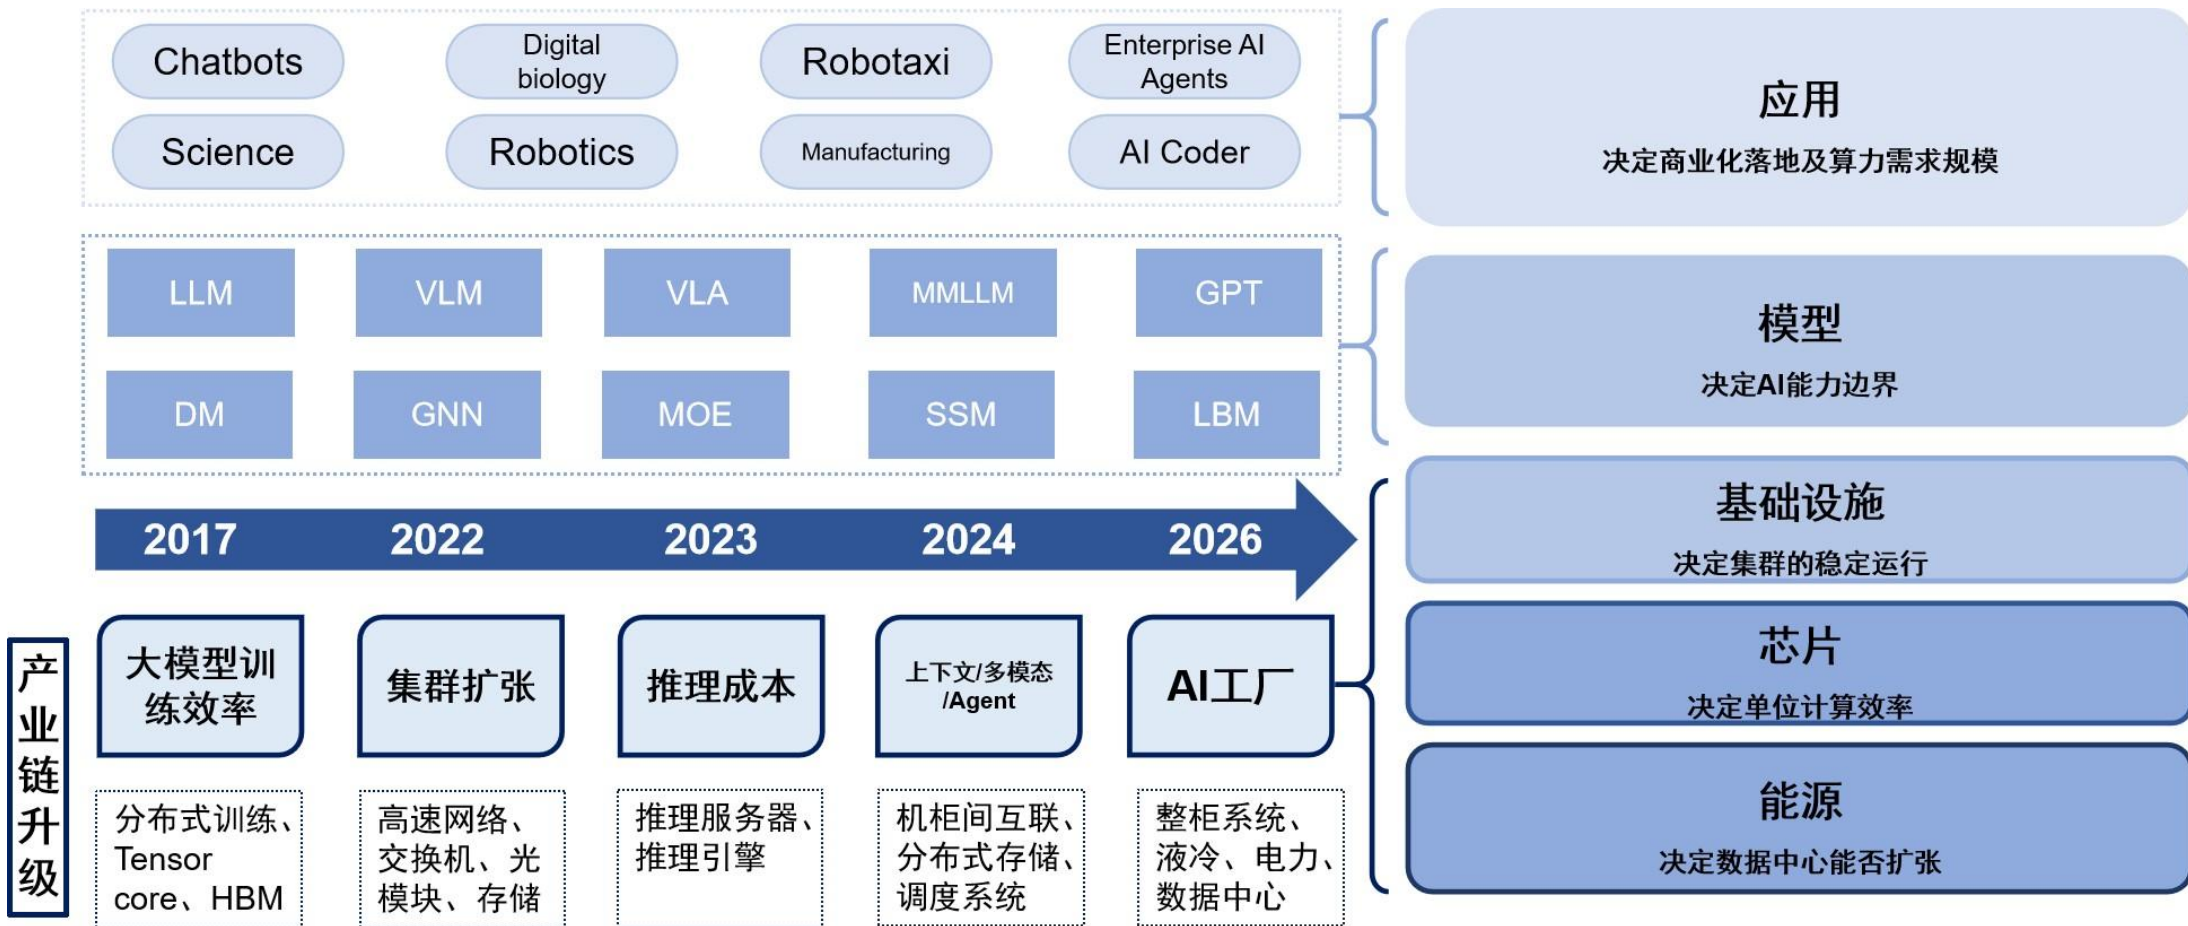 Chatbots
Digital
biology
Robotaxi
Enterprise AI
Agents
Science
Robotics
Manufacturing
AI Coder
应用
决定商业化落地及算力需求规模
LLM
VLM
VLA
MMLLM
GPT
DM
GNN
MOE
SSM
LBM
模型
决定AI能力边界
2017
2022
2023
2024
2026
基础设施
决定集群的稳定运行
芯片
决定单位计算效率
能源
决定数据中心能否扩张
产业链升级
大模型训
练效率
集群扩张
推理成本
上下文/多模态
/Agent
AI工厂
分布式训练、
Tensor
core、HBM
高速网络、
交换机、光
模块、存储
推理服务器、
推理引擎
机柜间互联、
分布式存储、
调度系统
整柜系统、
液冷、电力、
数据中心